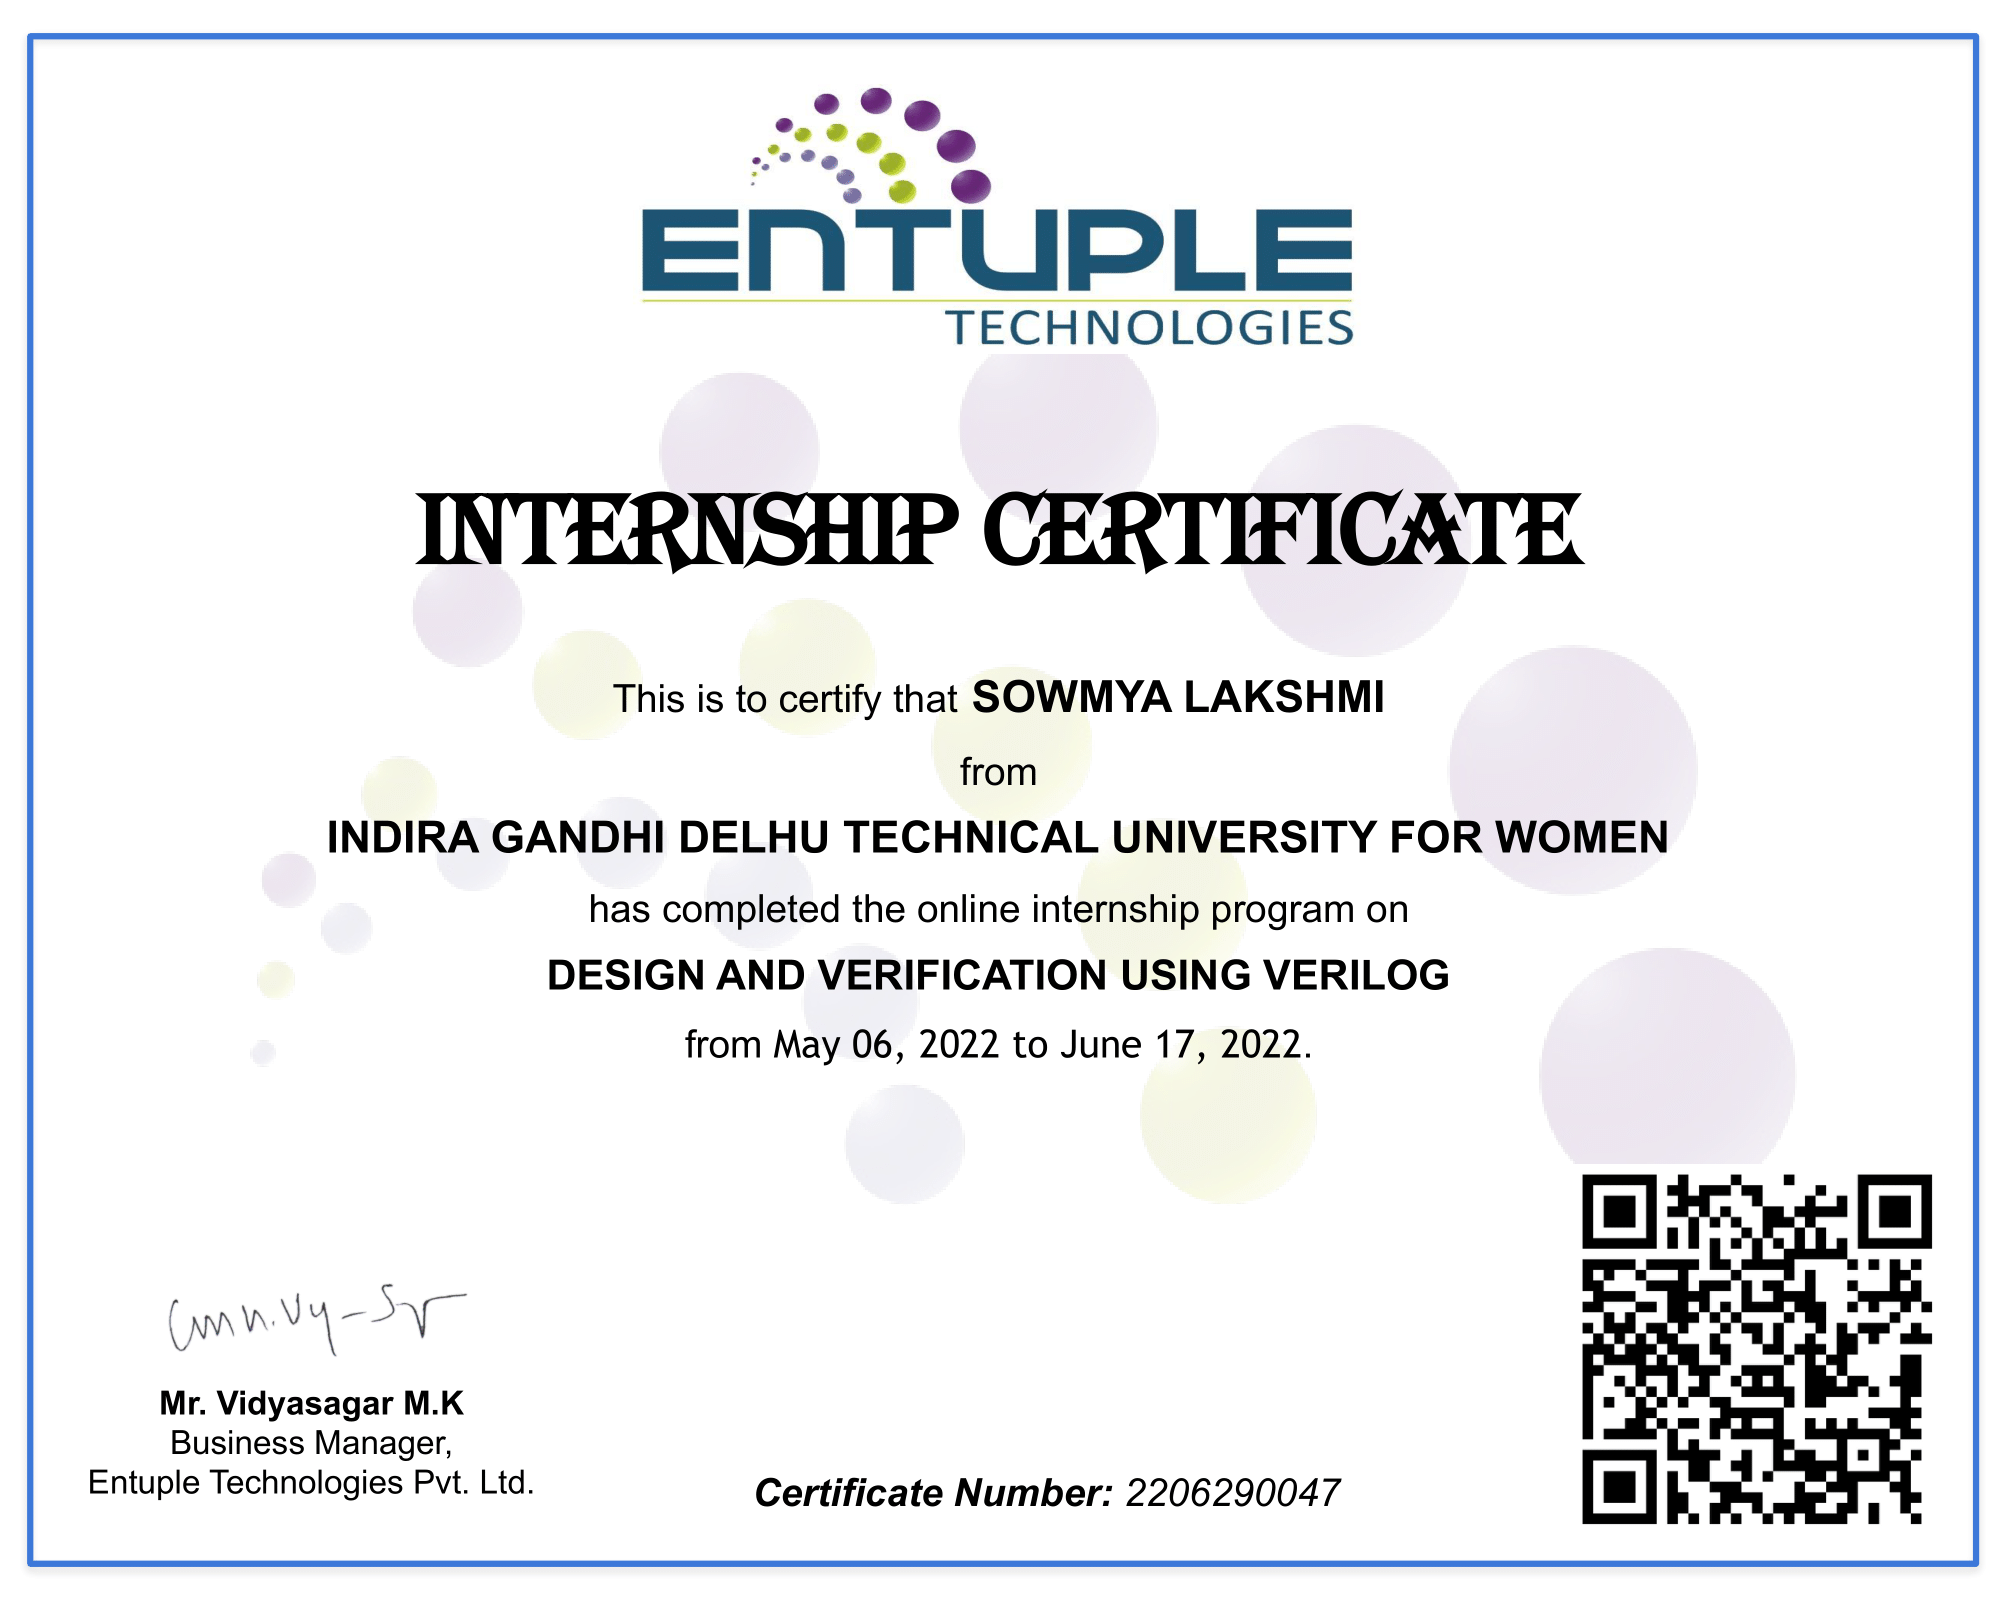 ENTUPLE
TECHNOLOGIES
INTERNSHIP CERTIFICATE
This is to certify that SOWMYA LAKSHMI
from
INDIRA GANDHI DELHU TECHNICAL UNIVERSITY FOR WOMEN
has completed the online internship program on
DESIGN AND VERIFICATION USING VERILOG
from May 06, 2022 to June 17, 2022.
Mr. Vidyasagar M.K
Business Manager,
Entuple Technologies Pvt. Ltd.
Certificate Number: 2206290047